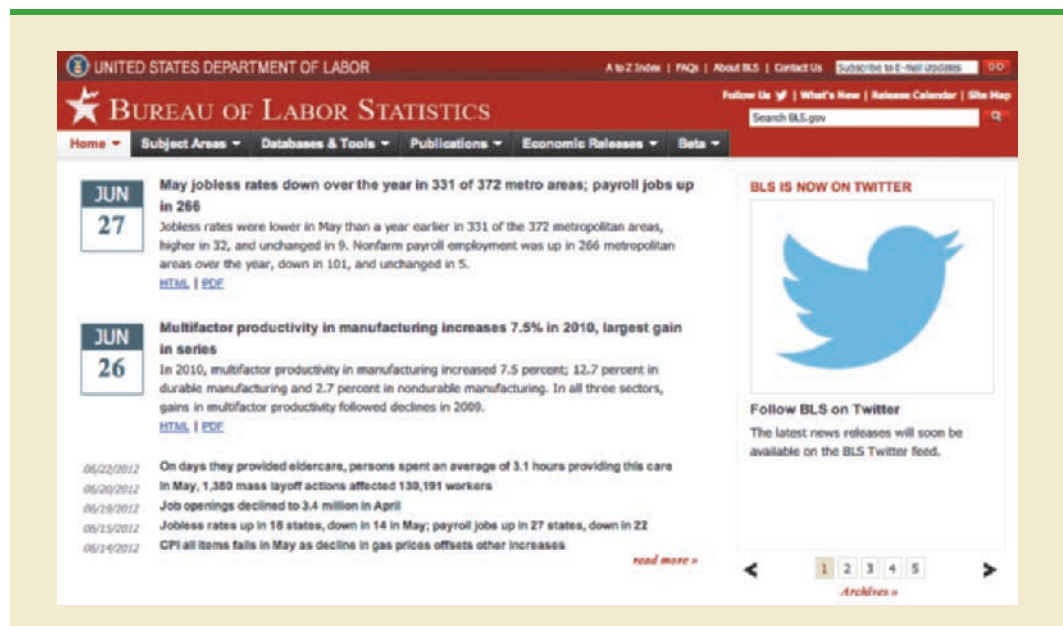 UNITED STATES DEPARTMENT OF LABOR
A to Z Index | FAQs | About BLS | Contact Us
Subscribe to E-mail Updates
GO
BUREAU OF LABOR STATISTICS
Follow Us | What's New | Release Calendar | Site Map
Search BLS.gov
Home Subject Areas Databases & Tools Publications Economic Releases Beta
JUN
27
May jobless rates down over the year in 331 of 372 metro areas; payroll jobs up
in 266
Jobless rates were lower in May than a year earlier in 331 of the 372 metropolitan areas,
higher in 32, and unchanged in 9. Nonfarm payroll employment was up in 266 metropolitan
areas over the year, down in 101, and unchanged in 5.
HTML | PDF
JUN
26
Multifactor productivity in manufacturing increases 7.5% in 2010, largest gain
in series
In 2010, multifactor productivity in manufacturing increased 7.5 percent; 12.7 percent in
durable manufacturing and 2.7 percent in nondurable manufacturing. In all three sectors,
gains in multifactor productivity followed declines in 2009.
HTML | PDF
06/22/2012 On days they provided eldercare, persons spent an average of 3.1 hours providing this care
06/20/2012 In May, 1,380 mass layoff actions affected 139,191 workers
06/19/2012 Job openings declined to 3.4 million in April
06/15/2012 Jobless rates up in 18 states, down in 14 in May; payroll jobs up in 27 states, down in 22
06/14/2012 CPI all items falls in May as decline in gas prices offsets other increases
read more »
BLS IS NOW ON TWITTER
Follow BLS on Twitter
The latest news releases will soon be
available on the BLS Twitter feed.
< 1 2 3 4 5 >
Archives »